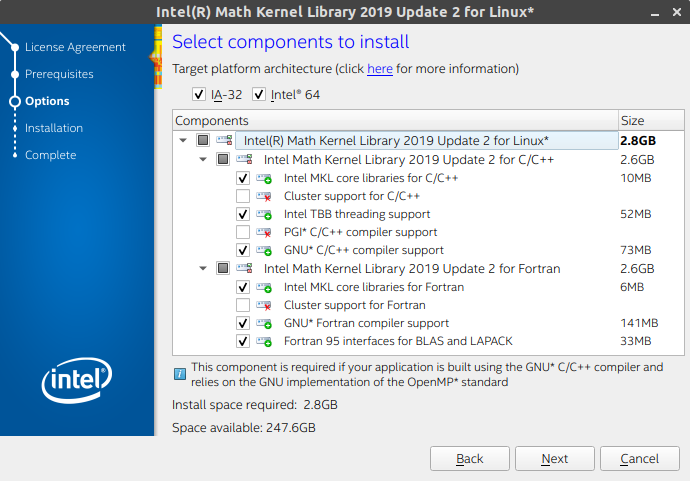 Intel(R) Math Kernel Library 2019 Update 2 for Linux*
License Agreement
Prerequisites
Options
Installation
Complete
intel
Select components to install
Target platform architecture (click here for more information)
IA-32 Intel® 64
Components Size
Intel(R) Math Kernel Library 2019 Update 2 for Linux* 2.8GB
Intel Math Kernel Library 2019 Update 2 for C/C++ 2.6GB
Intel MKL core libraries for C/C++ 10MB
Cluster support for C/C++
Intel TBB threading support 52MB
PGI* C/C++ compiler support
GNU* C/C++ compiler support 73MB
Intel Math Kernel Library 2019 Update 2 for Fortran 2.6GB
Intel MKL core libraries for Fortran 6MB
Cluster support for Fortran
GNU* Fortran compiler support 141MB
Fortran 95 interfaces for BLAS and LAPACK 33MB
This component is required if your application is built using the GNU* C/C++ compiler and
relies on the GNU implementation of the OpenMP* standard
Install space required: 2.8GB
Space available: 247.6GB
Back Next Cancel